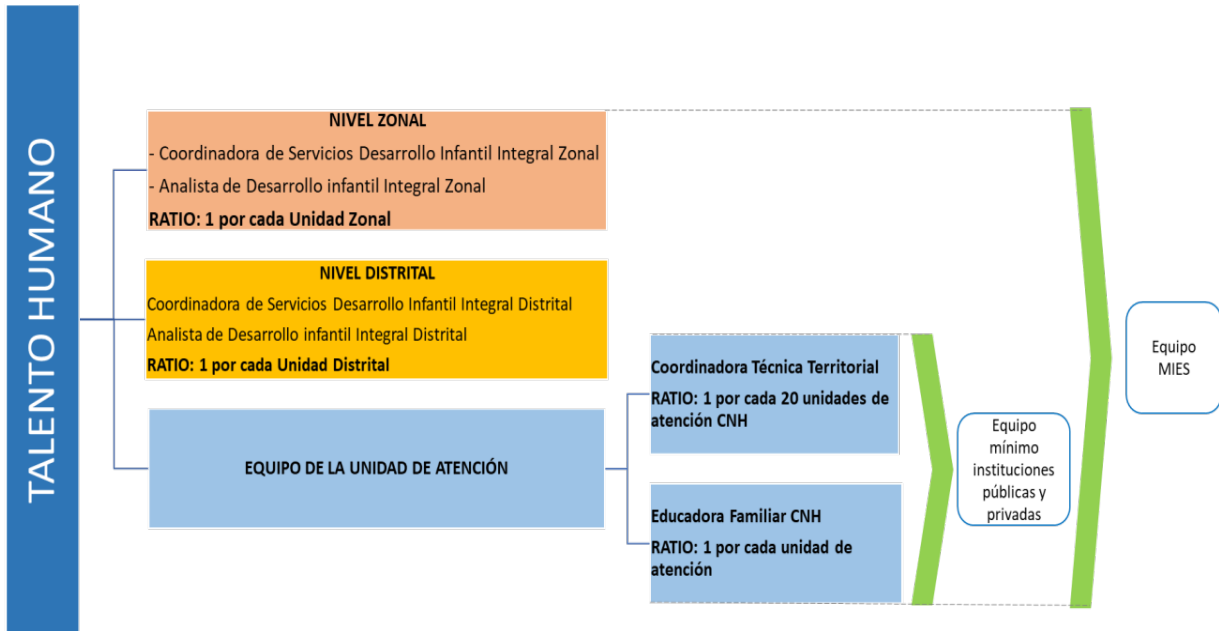 TALENTO HUMANO
NIVEL ZONAL
- Coordinadora de Servicios Desarrollo Infantil Integral Zonal
- Analista de Desarrollo infantil Integral Zonal
RATIO: 1 por cada Unidad Zonal
NIVEL DISTRITAL
Coordinadora de Servicios Desarrollo Infantil Integral Distrital
Analista de Desarrollo infantil Integral Distrital
RATIO: 1 por cada Unidad Distrital
EQUIPO DE LA UNIDAD DE ATENCIÓN
Coordinadora Técnica Territorial
RATIO: 1 por cada 20 unidades de
atención CNH
Educadora Familiar CNH
RATIO: 1 por cada unidad de
atención
Equipo
mínimo
instituciones
públicas y
privadas
Equipo
MIES